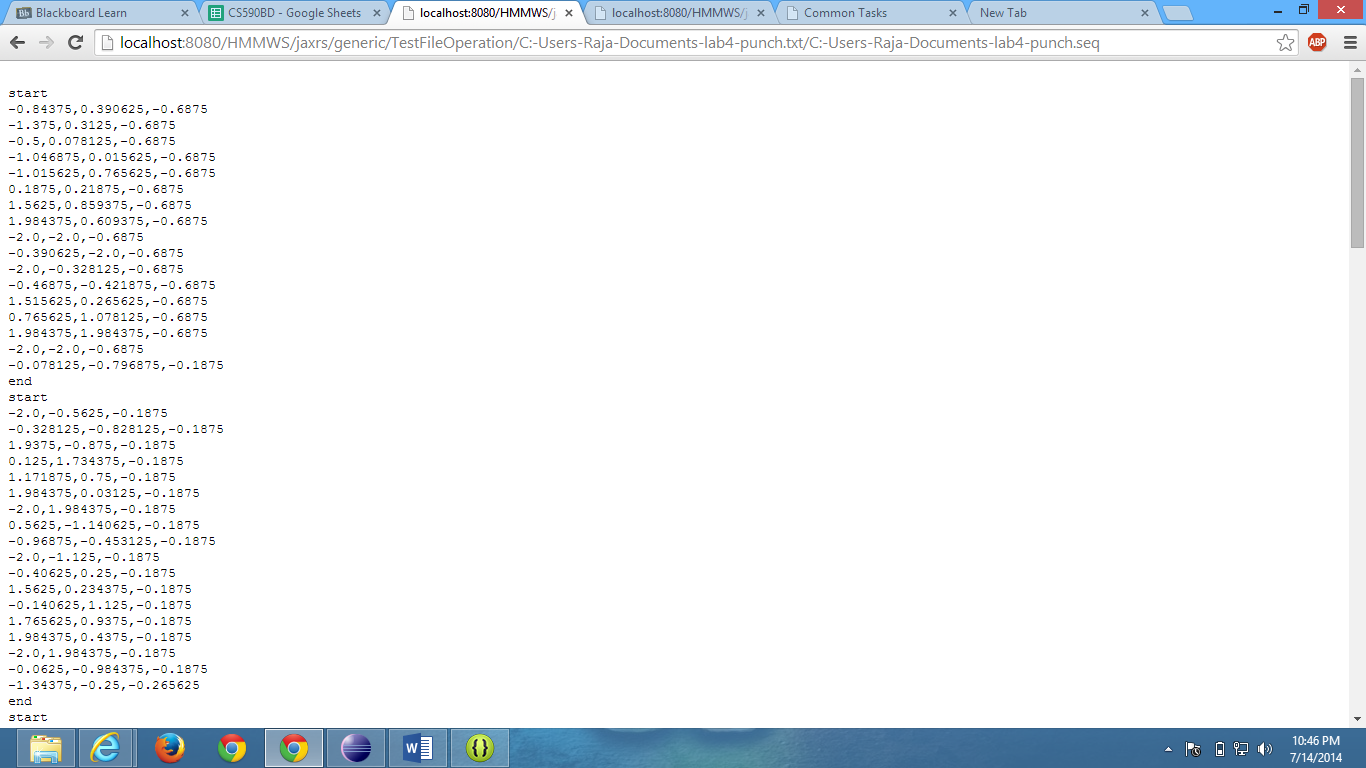 Blackboard Learn
CS590BD - Google Sheets
localhost:8080/HMMWS/j
localhost:8080/HMMWS/j
Common Tasks
New Tab
localhost:8080/HMMWS/jaxrs/generic/TestFileOperation/C:-Users-Raja-Documents-lab4-punch.txt/C:-Users-Raja-Documents-lab4-punch.seq
ABP
start
-0.84375,0.390625,-0.6875
-1.375,0.3125,-0.6875
-0.5,0.078125,-0.6875
-1.046875,0.015625,-0.6875
-1.015625,0.765625,-0.6875
0.1875,0.21875,-0.6875
1.5625,0.859375,-0.6875
1.984375,0.609375,-0.6875
-2.0,-2.0,-0.6875
-0.390625,-2.0,-0.6875
-2.0,-0.328125,-0.6875
-0.46875,-0.421875,-0.6875
1.515625,0.265625,-0.6875
0.765625,1.078125,-0.6875
1.984375,1.984375,-0.6875
-2.0,-2.0,-0.6875
-0.078125,-0.796875,-0.1875
end
start
-2.0,-0.5625,-0.1875
-0.328125,-0.828125,-0.1875
1.9375,-0.875,-0.1875
0.125,1.734375,-0.1875
1.171875,0.75,-0.1875
1.984375,0.03125,-0.1875
-2.0,1.984375,-0.1875
0.5625,-1.140625,-0.1875
-0.96875,-0.453125,-0.1875
-2.0,-1.125,-0.1875
-0.40625,0.25,-0.1875
1.5625,0.234375,-0.1875
-0.140625,1.125,-0.1875
1.765625,0.9375,-0.1875
1.984375,0.4375,-0.1875
-2.0,1.984375,-0.1875
-0.0625,-0.984375,-0.1875
-1.34375,-0.25,-0.265625
end
start
10:46 PM
7/14/2014